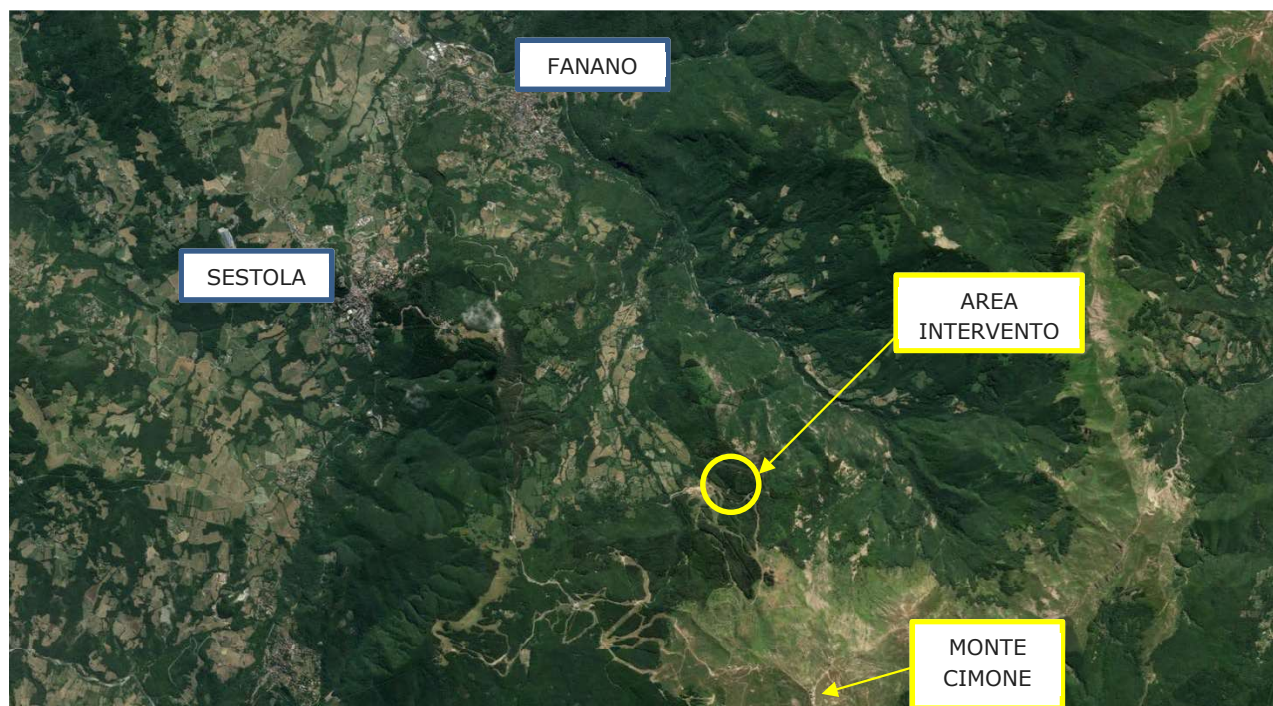 FANANO
SESTOLA
AREA
INTERVENTO
MONTE
CIMONE